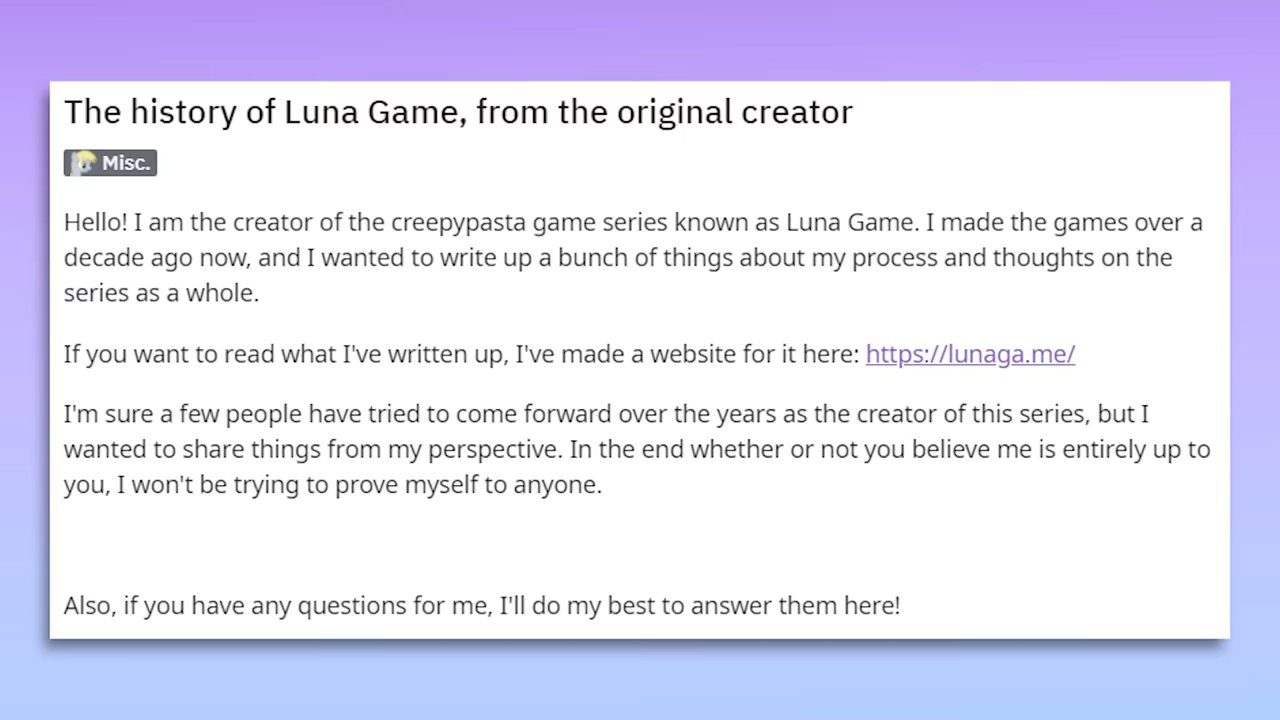 The history of Luna Game, from the original creator
Misc.
Hello! I am the creator of the creepypasta game series known as Luna Game. I made the games over a
decade ago now, and I wanted to write up a bunch of things about my process and thoughts on the
series as a whole.
If you want to read what I've written up, I've made a website for it here: https://lunaga.me/
I'm sure a few people have tried to come forward over the years as the creator of this series, but I
wanted to share things from my perspective. In the end whether or not you believe me is entirely up to
you, I won't be trying to prove myself to anyone.
Also, if you have any questions for me, I'll do my best to answer them here!